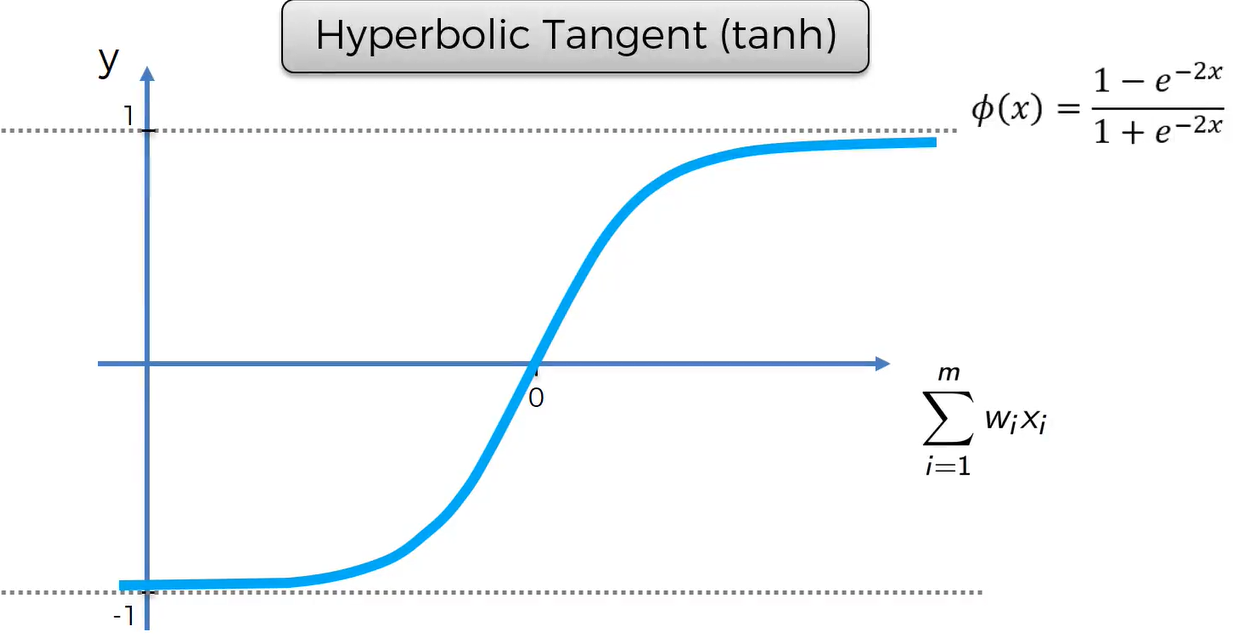 Hyperbolic Tangent (tanh)
y
1
ϕ(x) = (1 − e^{−2x}) / (1 + e^{−2x})
0
m
∑ wᵢxᵢ
i=1
-1